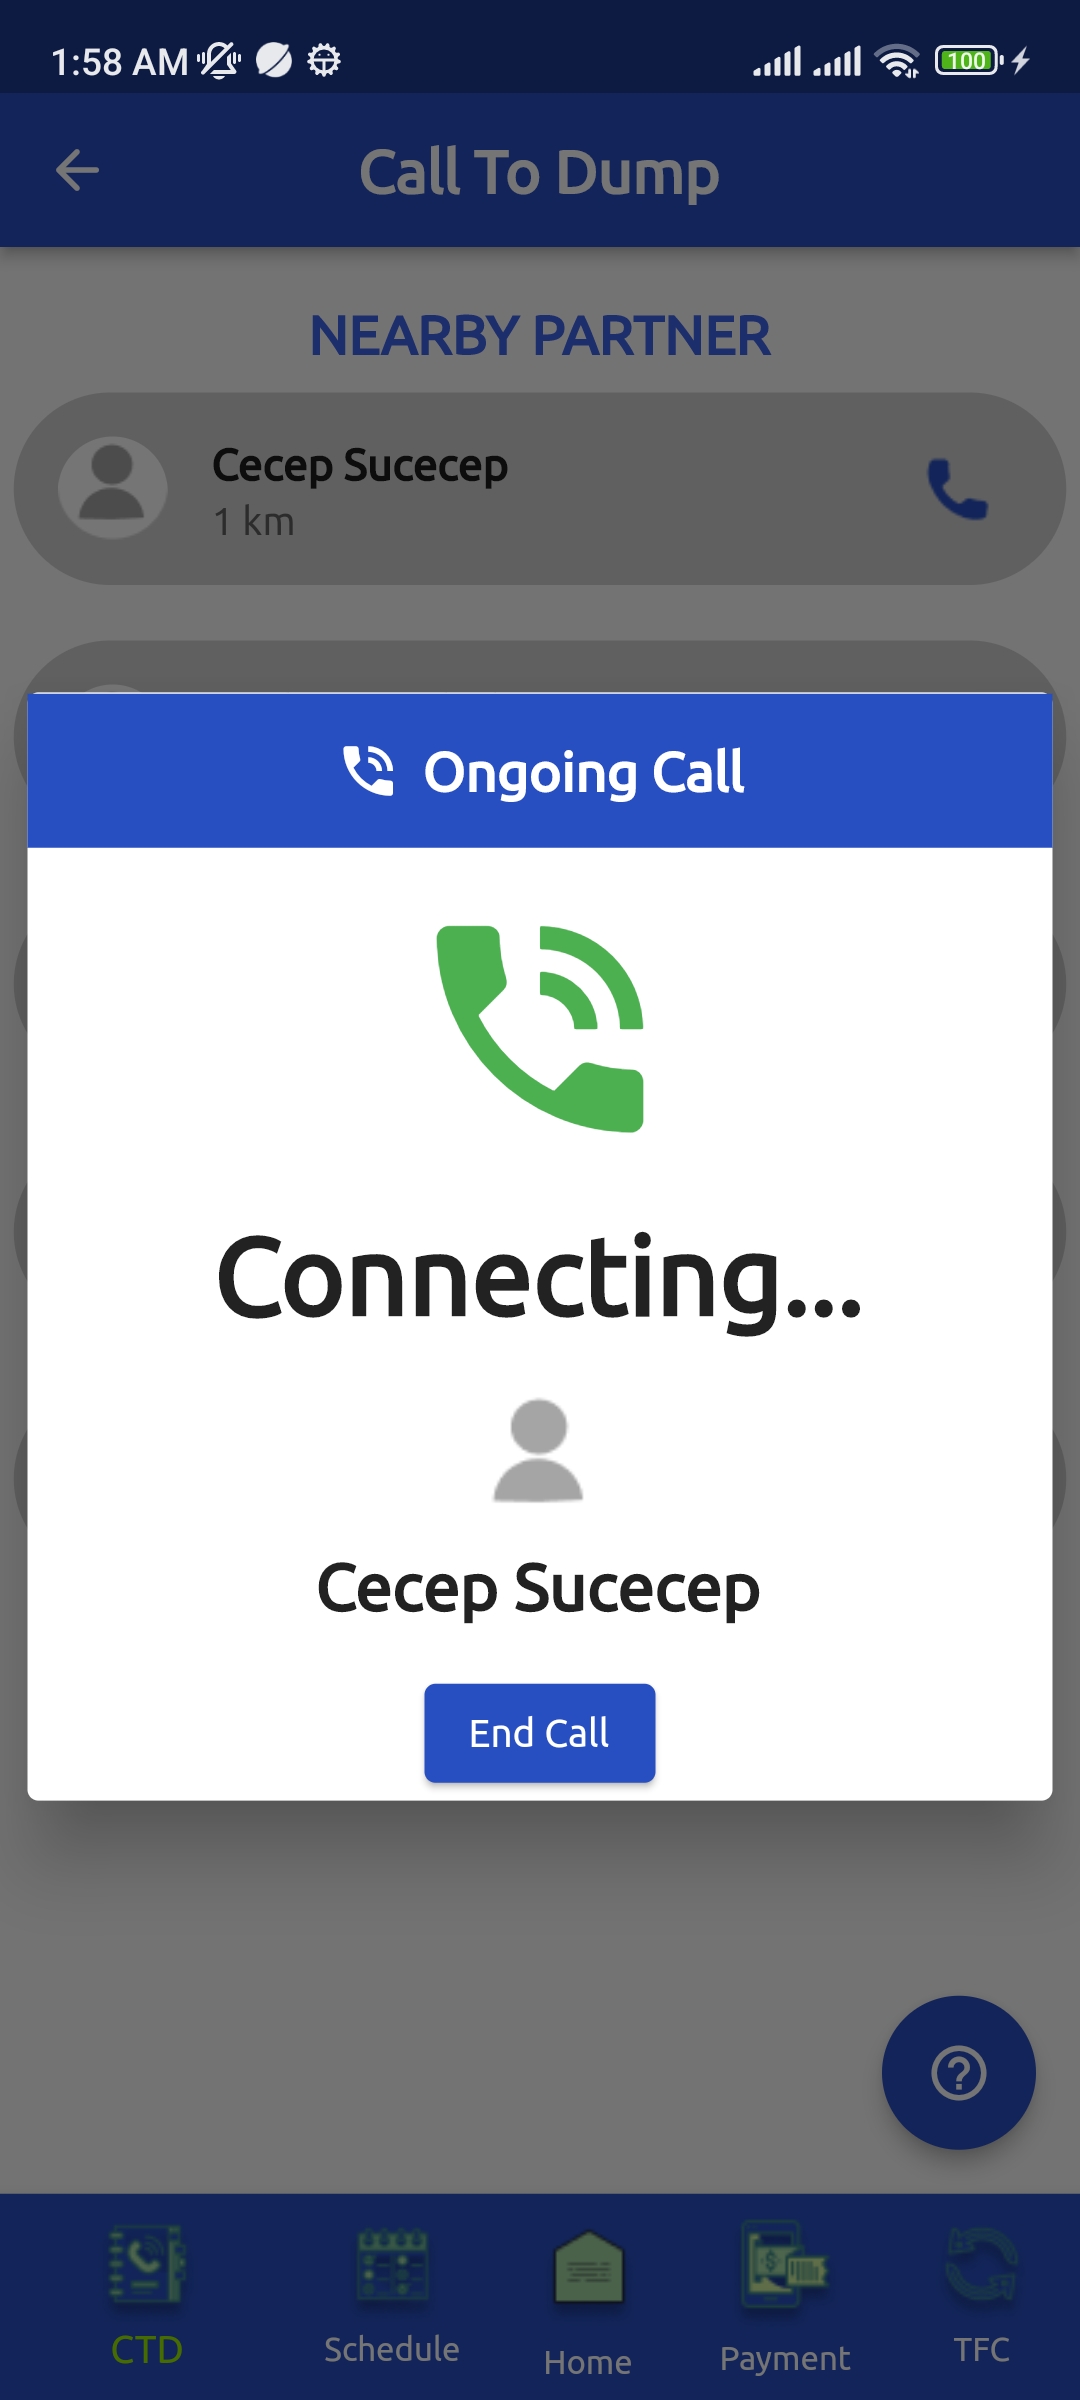 1:58 AM
100
Call To Dump
NEARBY PARTNER
Cecep Sucecep
1 km
Ongoing Call
Connecting...
Cecep Sucecep
End Call
CTD
Schedule
Home
Payment
TFC